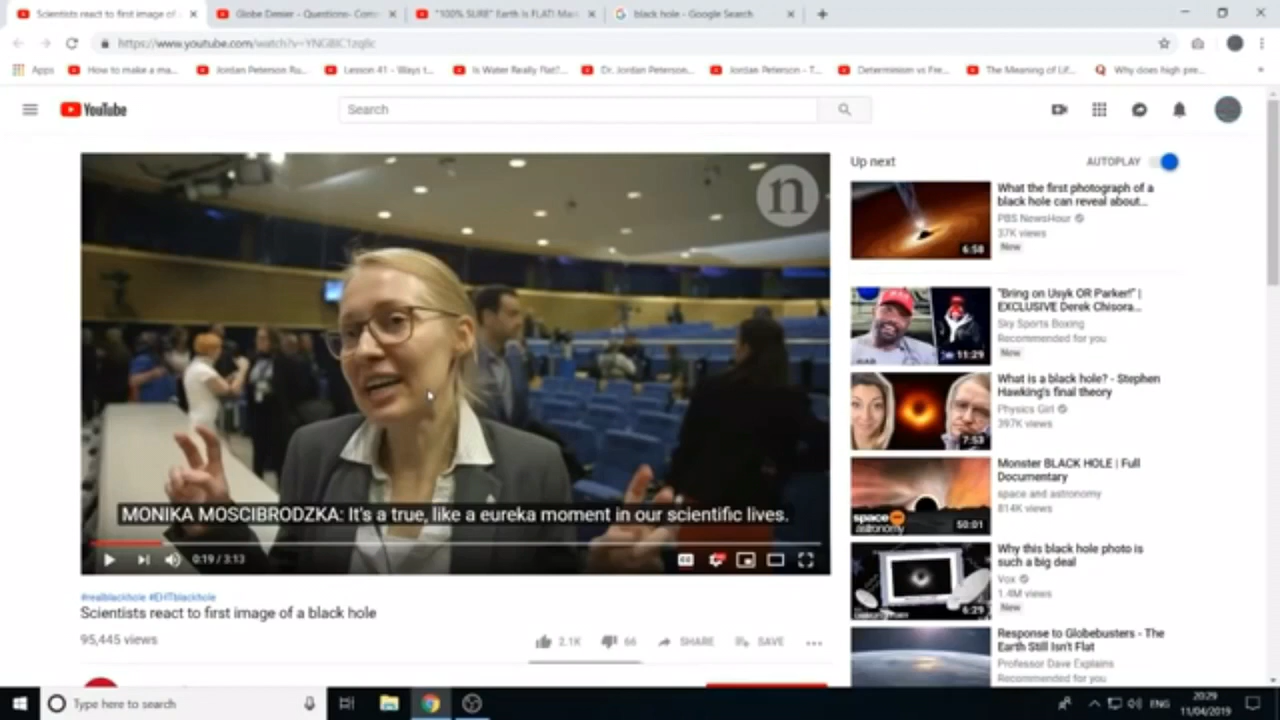 Scientists react to first image of a
Globe Denier - Questions- Com
"100% SURE" Earth is FLAT!
black hole - Google Search
https://www.youtube.com/watch?v=
Apps
How to make a ma...
Jordan Peterson Ru...
Lesson 41 - Ways t...
Is Water Really Flat?...
Dr. Jordan Peterson...
Jordan Peterson - T...
Determinism vs Fre...
The Meaning of Lif...
Why does high pre...
YouTube
Search
n
Up next
AUTOPLAY
What the first photograph of a
black hole can reveal about...
PBS NewsHour
37K views
New
6:58
"Bring on Usyk OR Parker!" |
EXCLUSIVE Derek Chisora...
Sky Sports Boxing
Recommended for you
New
11:29
What is a black hole? - Stephen
Hawking's final theory
Physics Girl
397K views
7:53
Monster BLACK HOLE | Full
Documentary
space and astronomy
814K views
space
astronomy
50:01
Why this black hole photo is
such a big deal
Vox
1.4M views
New
6:29
Response to Globebusters - The
Earth Still Isn't Flat
Professor Dave Explains
Recommended for you
MONIKA MOSCIBRODZKA: It's a true, like a eureka moment in our scientific lives.
0:19 / 3:13
#realblackhole #EHTblackhole
Scientists react to first image of a black hole
95,445 views
2.1K
66
SHARE
SAVE
Type here to search
ENG
20:29
11/04/2019